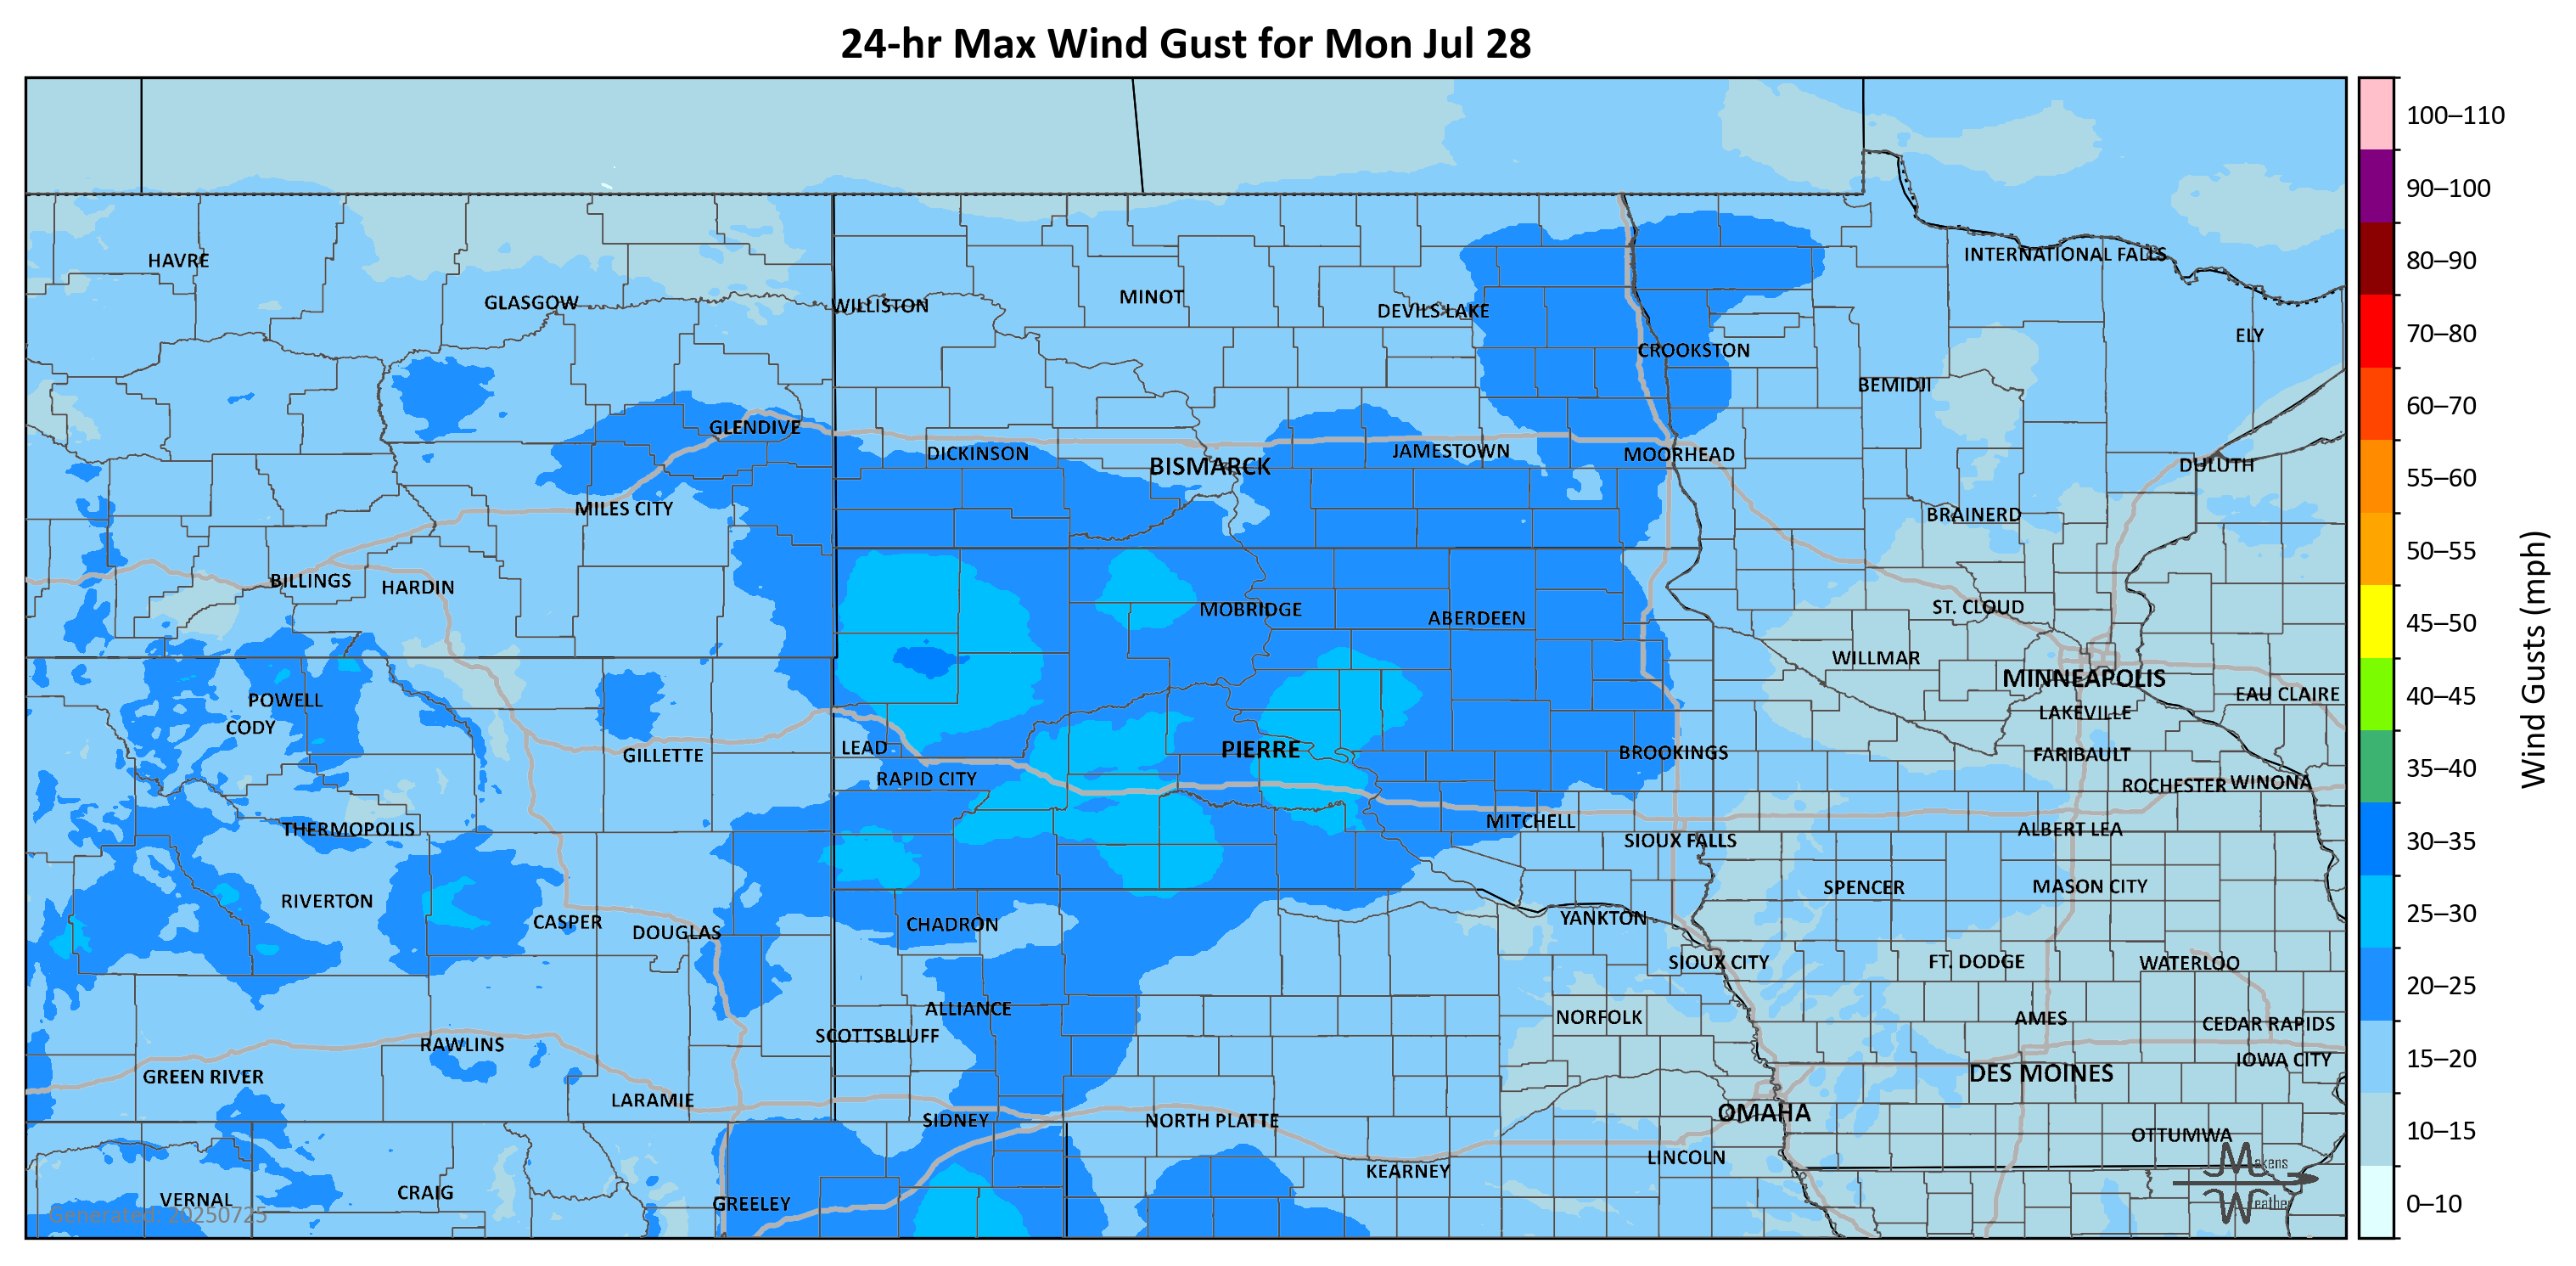 24-hr Max Wind Gust for Mon Jul 28
100–110
90–100
80–90
70–80
60–70
55–60
50–55
45–50
40–45
35–40
30–35
25–30
20–25
15–20
10–15
0–10
Wind Gusts (mph)
HAVRE
INTERNATIONAL FALLS
GLASGOW
WILLISTON
MINOT
DEVILS LAKE
ELY
CROOKSTON
BEMIDJI
GLENDIVE
DICKINSON
BISMARCK
JAMESTOWN
MOORHEAD
DULUTH
MILES CITY
BRAINERD
BILLINGS
HARDIN
MOBRIDGE
ABERDEEN
ST. CLOUD
WILLMAR
MINNEAPOLIS
EAU CLAIRE
POWELL
CODY
LAKEVILLE
GILLETTE
LEAD
PIERRE
BROOKINGS
FARIBAULT
RAPID CITY
ROCHESTER
WINONA
THERMOPOLIS
MITCHELL
SIOUX FALLS
ALBERT LEA
RIVERTON
SPENCER
MASON CITY
CASPER
DOUGLAS
CHADRON
YANKTON
SIOUX CITY
FT. DODGE
WATERLOO
ALLIANCE
SCOTTSBLUFF
NORFOLK
AMES
CEDAR RAPIDS
RAWLINS
IOWA CITY
GREEN RIVER
DES MOINES
LARAMIE
SIDNEY
NORTH PLATTE
OMAHA
OTTUMWA
KEARNEY
LINCOLN
VERNAL
CRAIG
GREELEY
Generated: 20250725
Makens
Weather